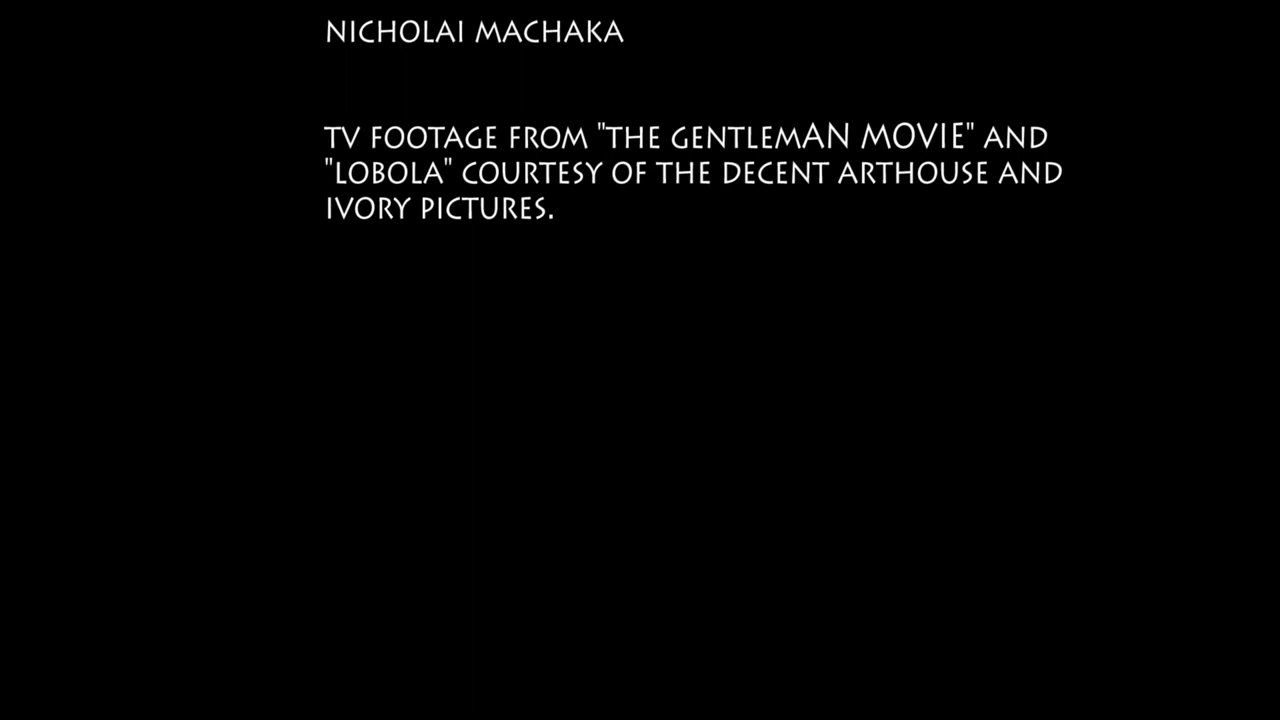 NICHOLAI MACHAKA
TV FOOTAGE FROM "THE GENTLEMAN MOVIE" AND
"LOBOLA" COURTESY OF THE DECENT ARTHOUSE AND
IVORY PICTURES.